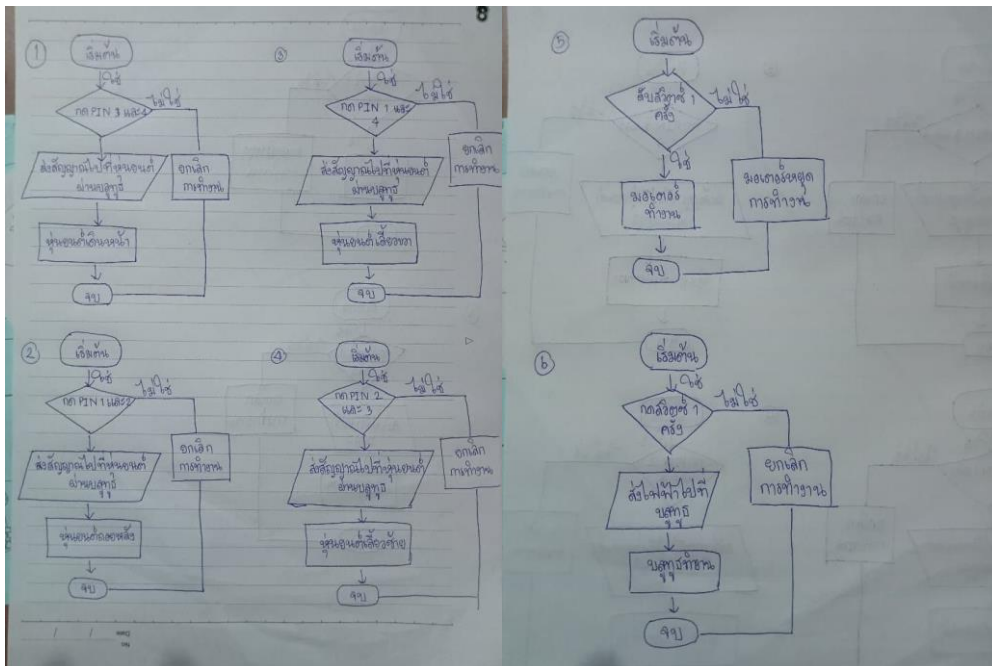 8
①
เริ่มต้น
ใช่
กด PIN 3 และ 4
ไม่ใช่
ส่งสัญญาณไปที่หุ่นยนต์
ผ่านบลูทูธ
ยกเลิก
การทำงาน
หุ่นยนต์เดินหน้า
จบ
②
เริ่มต้น
ใช่
กด PIN 1 และ 2
ไม่ใช่
ส่งสัญญาณไปที่หุ่นยนต์
ผ่านบลูทูธ
ยกเลิก
การทำงาน
หุ่นยนต์ถอยหลัง
จบ
③
เริ่มต้น
ใช่
กด PIN 1 และ
4
ไม่ใช่
ส่งสัญญาณไปที่หุ่นยนต์
ผ่านบลูทูธ
ยกเลิก
การทำงาน
หุ่นยนต์เลี้ยวขวา
จบ
④
เริ่มต้น
ใช่
กด PIN 2
และ 3
ไม่ใช่
ส่งสัญญาณไปที่หุ่นยนต์
ผ่านบลูทูธ
ยกเลิก
การทำงาน
หุ่นยนต์เลี้ยวซ้าย
จบ
⑤
เริ่มต้น
สับสวิตซ์ 1
ครั้ง
ไม่ใช่
ใช่
มอเตอร์
ทำงาน
มอเตอร์หยุด
การทำงาน
จบ
⑥
เริ่มต้น
ใช่
กดสวิตซ์ 1
ครั้ง
ไม่ใช่
ส่งไฟฟ้าไปที่
บลูทูธ
ยกเลิก
การทำงาน
บลูทูธทำงาน
จบ
No.
Date